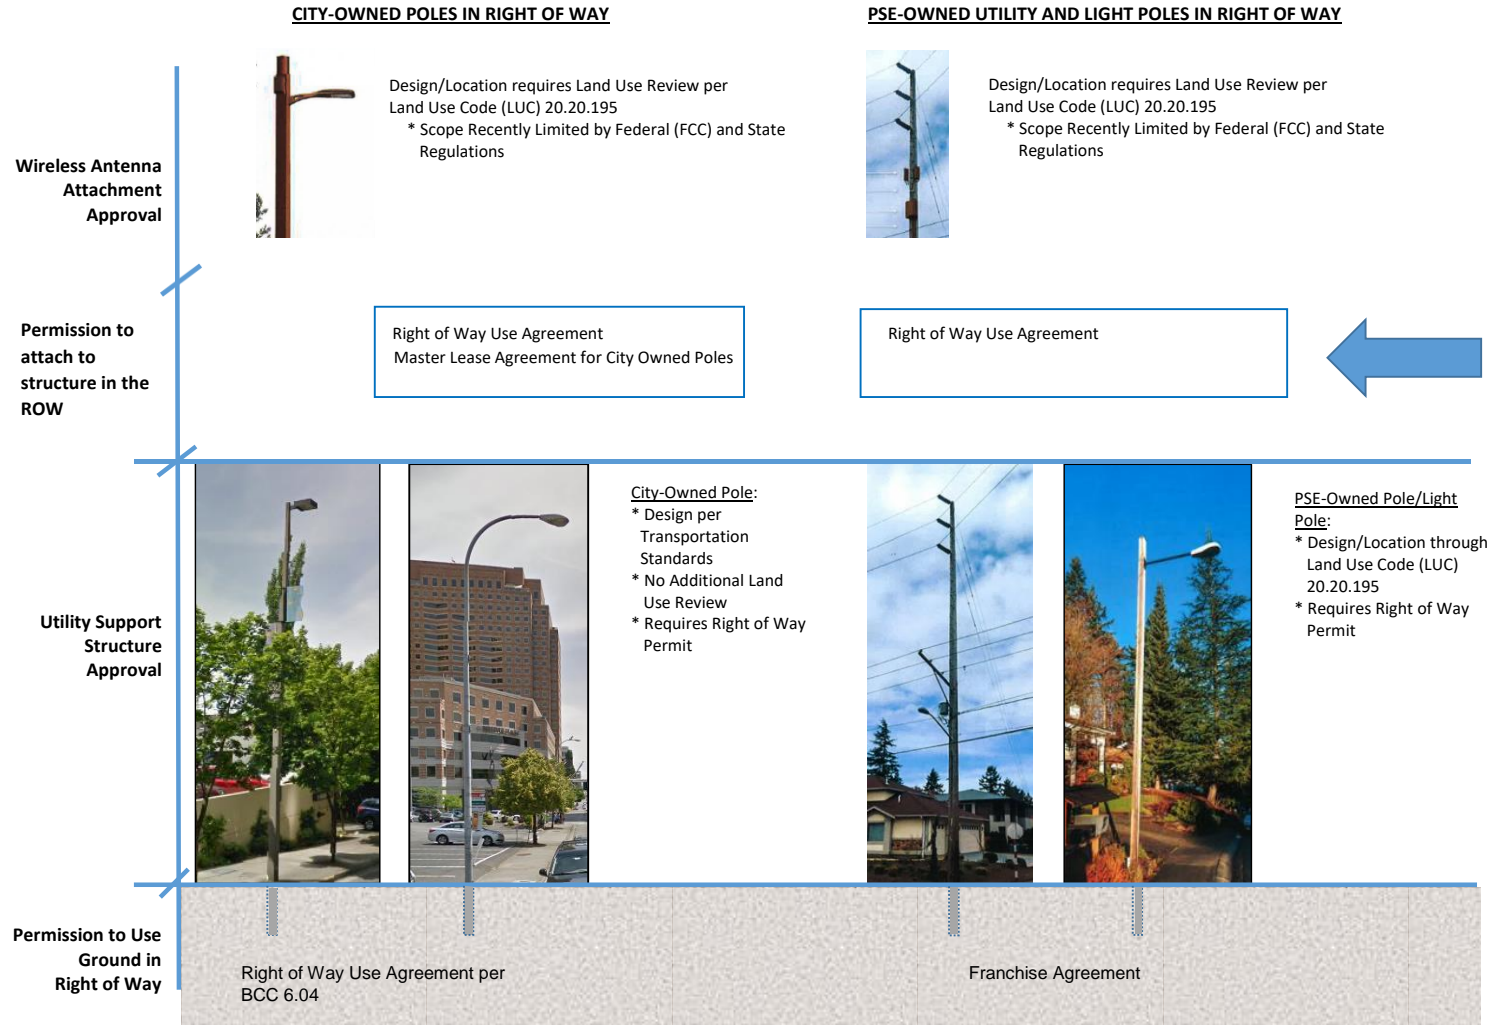 CITY-OWNED POLES IN RIGHT OF WAY
PSE-OWNED UTILITY AND LIGHT POLES IN RIGHT OF WAY
Wireless Antenna
Attachment
Approval
Design/Location requires Land Use Review per
Land Use Code (LUC) 20.20.195
* Scope Recently Limited by Federal (FCC) and State
Regulations
Design/Location requires Land Use Review per
Land Use Code (LUC) 20.20.195
* Scope Recently Limited by Federal (FCC) and State
Regulations
Permission to
attach to
structure in the
ROW
Right of Way Use Agreement
Master Lease Agreement for City Owned Poles
Right of Way Use Agreement
Utility Support
Structure
Approval
City-Owned Pole:
* Design per
Transportation
Standards
* No Additional Land
Use Review
* Requires Right of Way
Permit
PSE-Owned Pole/Light
Pole:
* Design/Location through
Land Use Code (LUC)
20.20.195
* Requires Right of Way
Permit
Permission to Use
Ground in
Right of Way
Right of Way Use Agreement per
BCC 6.04
Franchise Agreement